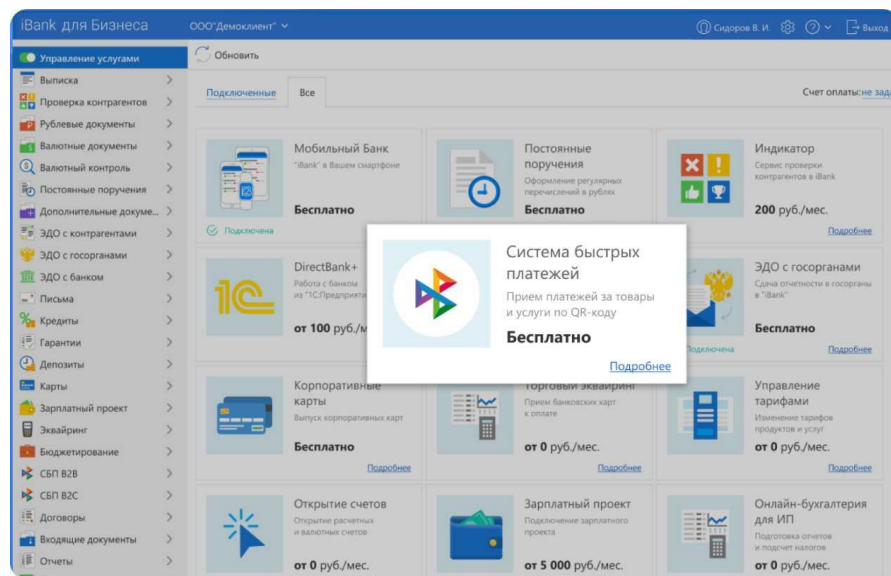 iBank для Бизнеса
ООО"Демоклиент"
Сидоров В. И.
Выход
Управление услугами
Выписка
Проверка контрагентов
Рублевые документы
Валютные документы
Валютный контроль
Постоянные поручения
Дополнительные докуме...
ЭДО с контрагентами
ЭДО с госорганами
ЭДО с банком
Письма
Кредиты
Гарантии
Депозиты
Карты
Зарплатный проект
Эквайринг
Бюджетирование
СБП B2B
СБП B2C
Договоры
Входящие документы
Отчеты
Обновить
Подключенные
Все
Счет оплаты: не зада
Мобильный Банк
"iBank" в Вашем смартфоне
Бесплатно
Подключена
Постоянные
поручения
Оформление регулярных
перечислений в рублях
Бесплатно
Индикатор
Сервис проверки
контрагентов в iBank
200 руб./мес.
Подробнее
DirectBank+
Работа с банком
из "1С:Предприяти
от 100 руб./м
Система быстрых
платежей
Прием платежей за товары
и услуги по QR-коду
Бесплатно
Подробнее
ЭДО с госорганами
Сдача отчетности в госорганы
в "iBank"
Бесплатно
Подключена
Подробнее
Корпоративные
карты
Выпуск корпоративных карт
Бесплатно
Подробнее
Торговый эквайринг
Прием банковских карт
к оплате
от 0 руб./мес.
Подробнее
Управление
тарифами
Изменение тарифов
продуктов и услуг
от 0 руб./мес.
Подробнее
Открытие счетов
Открытие расчетных
и валютных счетов
от 0 руб./мес.
Зарплатный проект
Подключение зарплатного
проекта
от 5 000 руб./мес.
Онлайн-бухгалтерия
для ИП
Подготовка отчетов
и подсчет налогов
от 0 руб./мес.